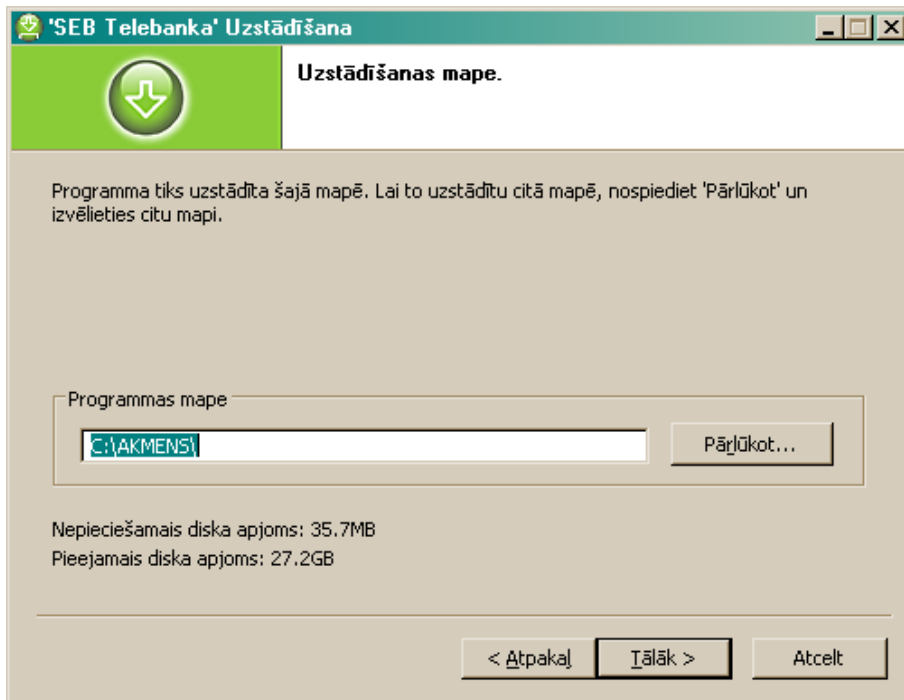 'SEB Telebanka' Uzstādīšana
Uzstādīšanas mape.
Programma tiks uzstādīta šajā mapē. Lai to uzstādītu citā mapē, nospiediet 'Pārlūkot' un
izvēlieties citu mapi.
Programmas mape
C:\AKMENS\
Pārlūkot...
Nepieciešamais diska apjoms: 35.7MB
Pieejamais diska apjoms: 27.2GB
< Atpakaļ
Tālāk >
Atcelt